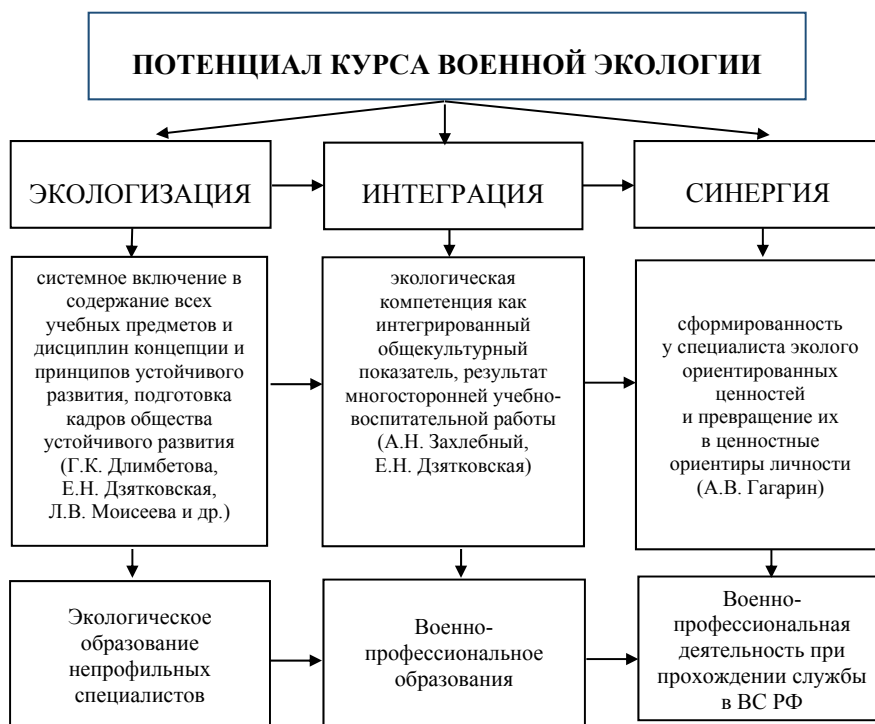 ПОТЕНЦИАЛ КУРСА ВОЕННОЙ ЭКОЛОГИИ
ЭКОЛОГИЗАЦИЯ
ИНТЕГРАЦИЯ
СИНЕРГИЯ
системное включение в
содержание всех
учебных предметов и
дисциплин концепции и
принципов устойчивого
развития, подготовка
кадров общества
устойчивого развития
(Г.К. Длимбетова,
Е.Н. Дзятковская,
Л.В. Моисеева и др.)
экологическая
компетенция как
интегрированный
общекультурный
показатель, результат
многосторонней учебно-
воспитательной работы
(А.Н. Захлебный,
Е.Н. Дзятковская)
сформированность
у специалиста эколого
ориентированных
ценностей
и превращение их
в ценностные
ориентиры личности
(А.В. Гагарин)
Экологическое
образование
непрофильных
специалистов
Военно-
профессиональное
образования
Военно-
профессиональная
деятельность при
прохождении службы
в ВС РФ